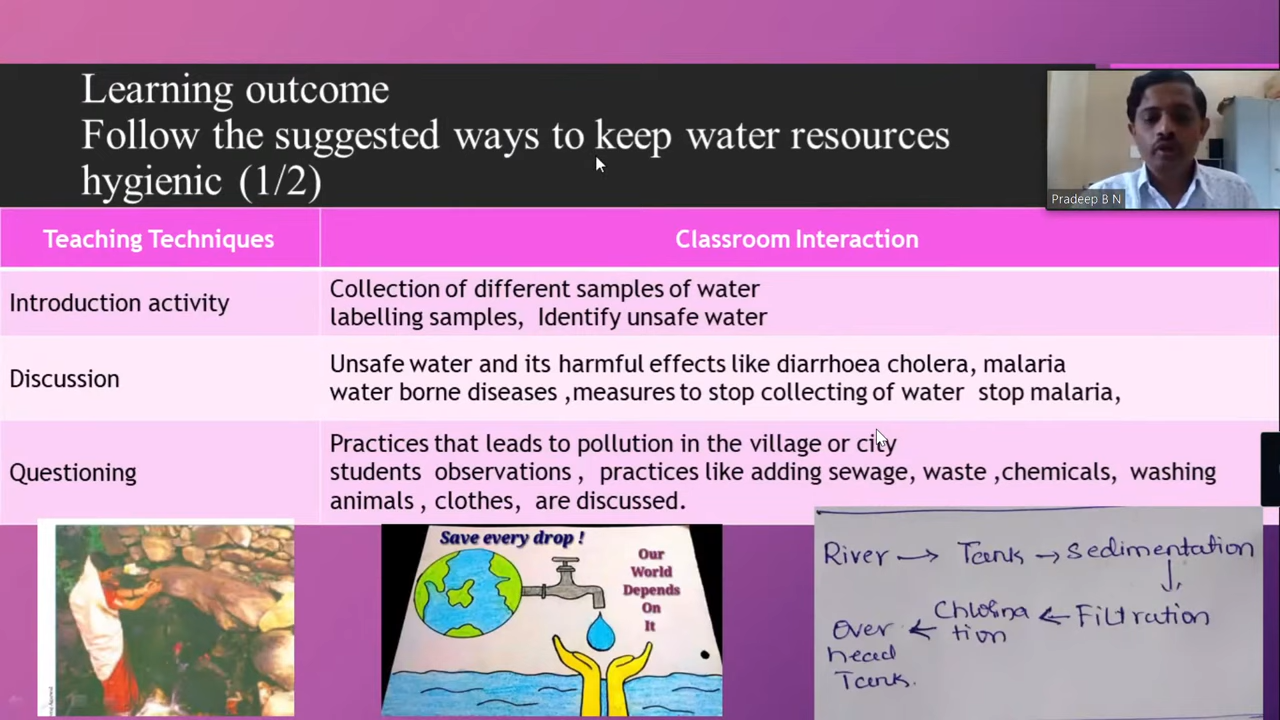 Learning outcome
Follow the suggested ways to keep water resources
hygienic (1/2)
Pradeep B N
Teaching Techniques
Classroom Interaction
Introduction activity
Collection of different samples of water
labelling samples, Identify unsafe water
Discussion
Unsafe water and its harmful effects like diarrhoea cholera, malaria
water borne diseases ,measures to stop collecting of water stop malaria,
Questioning
Practices that leads to pollution in the village or city
students observations , practices like adding sewage, waste ,chemicals, washing
animals , clothes, are discussed.
Save every drop !
Our
World
Depends
On
It
River → Tank → Sedimentation
↓
Over head Tank. ← Chlorina tion ← Filtration